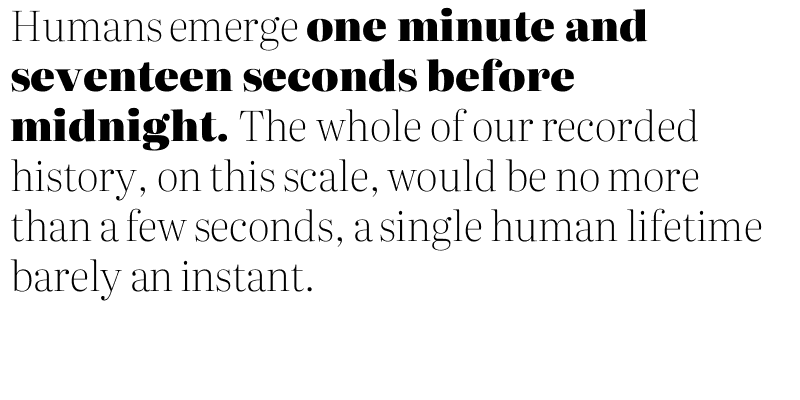 Humans emerge one minute and
seventeen seconds before
midnight. The whole of our recorded
history, on this scale, would be no more
than a few seconds, a single human lifetime
barely an instant.